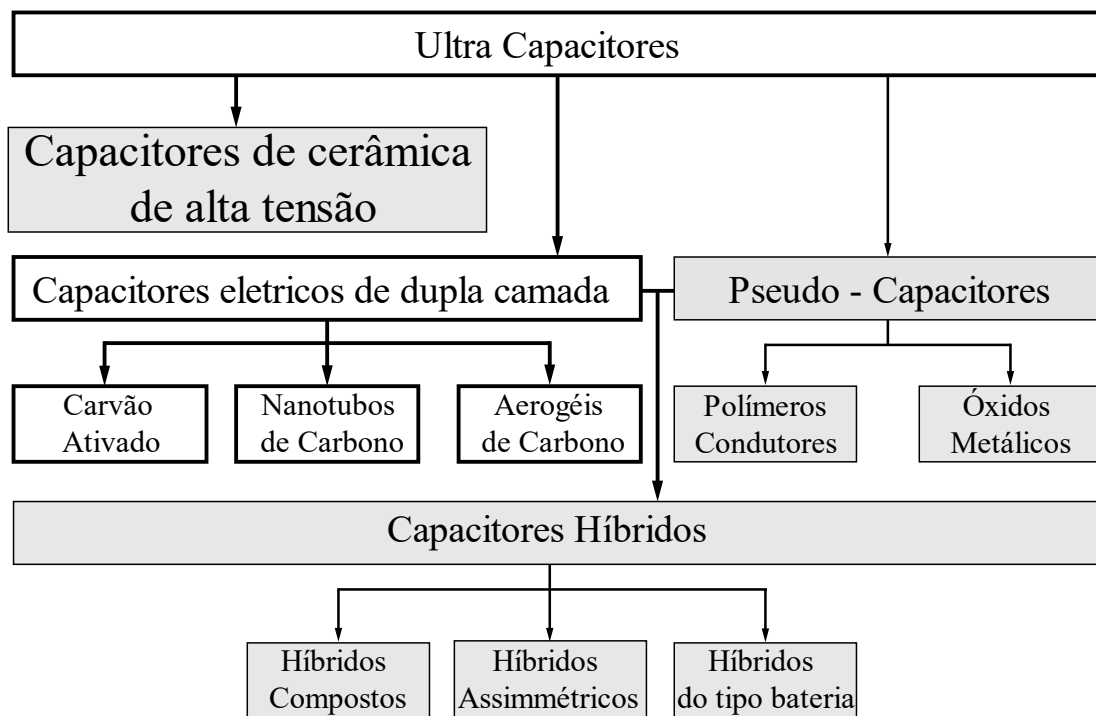 Ultra Capacitores
Capacitores de cerâmica
de alta tensão
Capacitores eletricos de dupla camada
Pseudo - Capacitores
Carvão
Ativado
Nanotubos
de Carbono
Aerogéis
de Carbono
Polímeros
Condutores
Óxidos
Metálicos
Capacitores Híbridos
Híbridos
Compostos
Híbridos
Assimmétricos
Híbridos
do tipo bateria